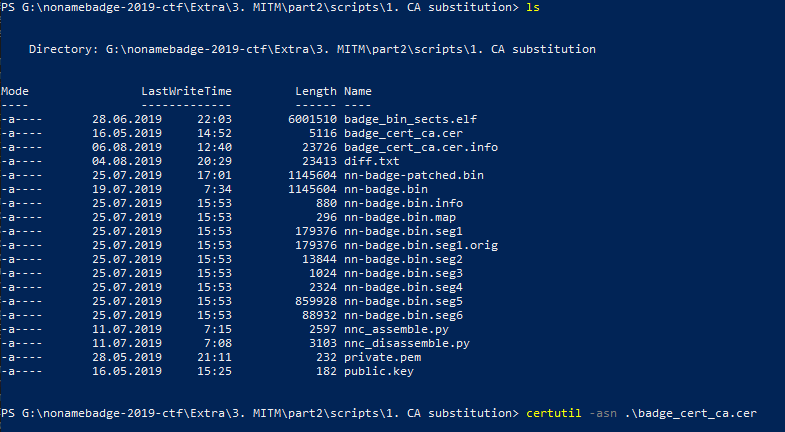 PS G:\nonamebadge-2019-ctf\Extra\3. MITM\part2\scripts\1. CA substitution> ls
Directory: G:\nonamebadge-2019-ctf\Extra\3. MITM\part2\scripts\1. CA substitution
Mode LastWriteTime Length Name
---- ------------- ------ ----
-a---- 28.06.2019 22:03 6001510 badge_bin_sects.elf
-a---- 16.05.2019 14:52 5116 badge_cert_ca.cer
-a---- 06.08.2019 12:40 23726 badge_cert_ca.cer.info
-a---- 04.08.2019 20:29 23413 diff.txt
-a---- 25.07.2019 17:01 1145604 nn-badge-patched.bin
-a---- 19.07.2019 7:34 1145604 nn-badge.bin
-a---- 25.07.2019 15:53 880 nn-badge.bin.info
-a---- 25.07.2019 15:53 296 nn-badge.bin.map
-a---- 25.07.2019 15:53 179376 nn-badge.bin.seg1
-a---- 25.07.2019 15:53 179376 nn-badge.bin.seg1.orig
-a---- 25.07.2019 15:53 13844 nn-badge.bin.seg2
-a---- 25.07.2019 15:53 1024 nn-badge.bin.seg3
-a---- 25.07.2019 15:53 2324 nn-badge.bin.seg4
-a---- 25.07.2019 15:53 859928 nn-badge.bin.seg5
-a---- 25.07.2019 15:53 88932 nn-badge.bin.seg6
-a---- 11.07.2019 7:15 2597 nnc_assemble.py
-a---- 11.07.2019 7:08 3103 nnc_disassemble.py
-a---- 28.05.2019 21:11 232 private.pem
-a---- 16.05.2019 15:25 182 public.key
PS G:\nonamebadge-2019-ctf\Extra\3. MITM\part2\scripts\1. CA substitution> certutil -asn .\badge_cert_ca.cer